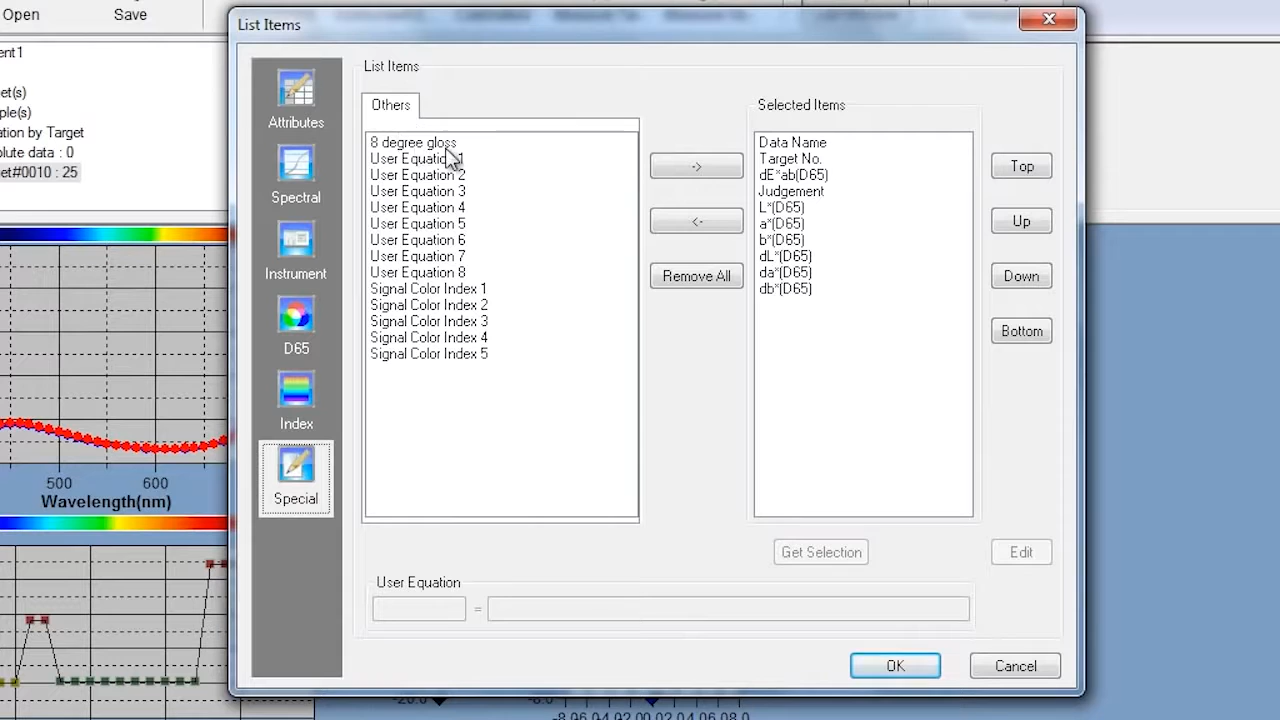 Open
Save
List Items
ent1
et(s)
ple(s)
ation by Target
lute data : 0
get#0010 : 25
List Items
Others
Selected Items
Attributes
Spectral
Instrument
D65
Index
Special
8 degree gloss
User Equation 1
User Equation 2
User Equation 3
User Equation 4
User Equation 5
User Equation 6
User Equation 7
User Equation 8
Signal Color Index 1
Signal Color Index 2
Signal Color Index 3
Signal Color Index 4
Signal Color Index 5
->
<-
Remove All
Data Name
Target No.
dE*ab(D65)
Judgement
L*(D65)
a*(D65)
b*(D65)
dL*(D65)
da*(D65)
db*(D65)
Top
Up
Down
Bottom
Get Selection
Edit
User Equation
=
OK
Cancel
500 600
Wavelength(nm)